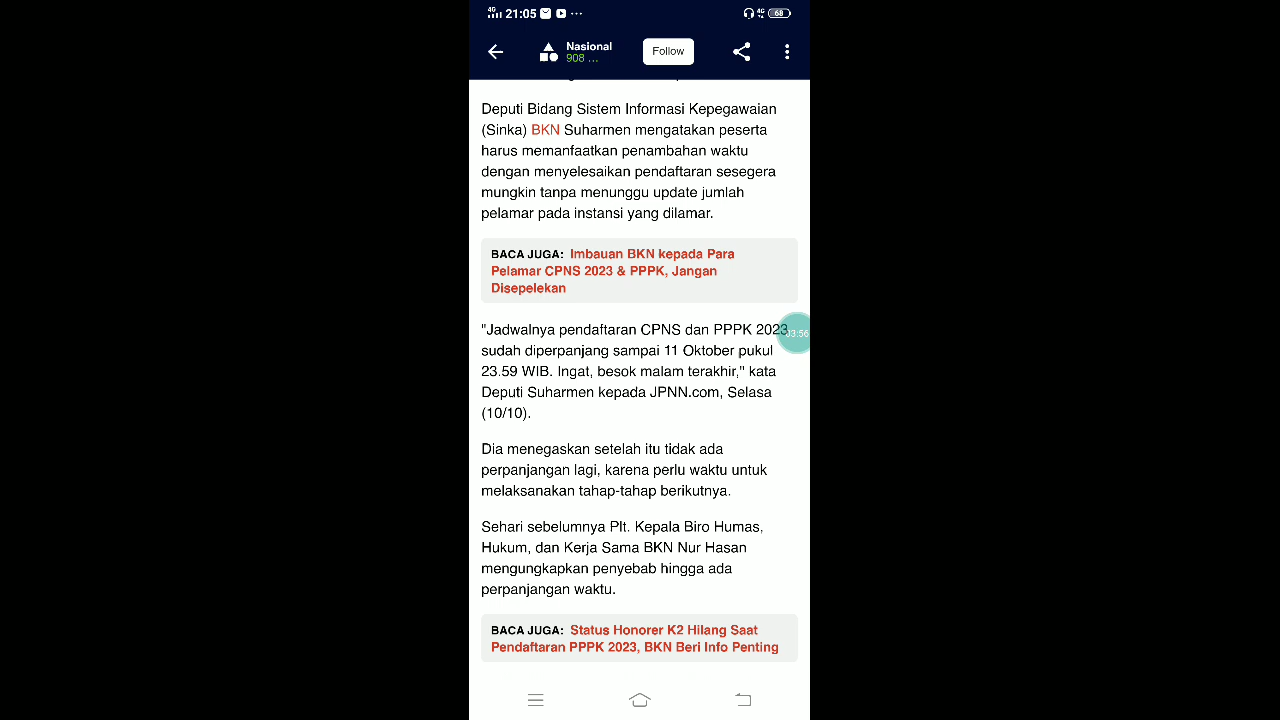 4G 21:05 ... 4G 68
Nasional
908 ...
Follow
Deputi Bidang Sistem Informasi Kepegawaian
(Sinka) BKN Suharmen mengatakan peserta
harus memanfaatkan penambahan waktu
dengan menyelesaikan pendaftaran sesegera
mungkin tanpa menunggu update jumlah
pelamar pada instansi yang dilamar.
BACA JUGA: Imbauan BKN kepada Para
Pelamar CPNS 2023 & PPPK, Jangan
Disepelekan
"Jadwalnya pendaftaran CPNS dan PPPK 2023
03:56
sudah diperpanjang sampai 11 Oktober pukul
23.59 WIB. Ingat, besok malam terakhir," kata
Deputi Suharmen kepada JPNN.com, Selasa
(10/10).
Dia menegaskan setelah itu tidak ada
perpanjangan lagi, karena perlu waktu untuk
melaksanakan tahap-tahap berikutnya.
Sehari sebelumnya Plt. Kepala Biro Humas,
Hukum, dan Kerja Sama BKN Nur Hasan
mengungkapkan penyebab hingga ada
perpanjangan waktu.
BACA JUGA: Status Honorer K2 Hilang Saat
Pendaftaran PPPK 2023, BKN Beri Info Penting